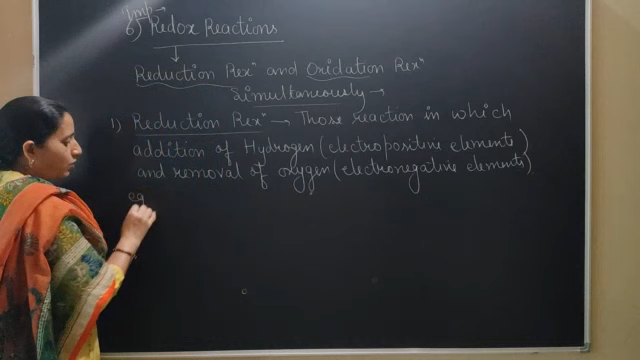 imp →
6) Redox Reactions
Reduction Rexⁿ and Oxidation Rexⁿ
Simultaneously →
1) Reduction Rexⁿ → Those reaction in which
addition of Hydrogen (electropositive elements)
and removal of oxygen (electronegative elements).
eg